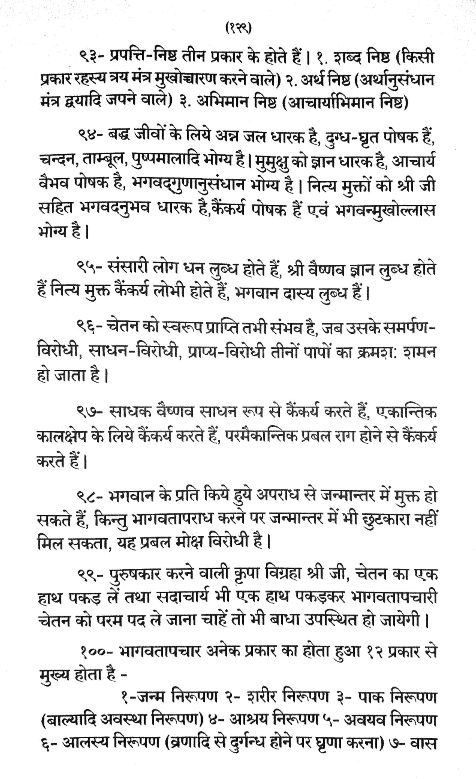 (१२९)
९३- प्रपत्ति-निष्ठ तीन प्रकार के होते हैं। १. शब्द निष्ठ (किसी
प्रकार रहस्य त्रय मंत्र मुखोच्चारण करने वाले) २. अर्थ निष्ठ (अर्थानुसंधान
मंत्र द्वयादि जपने वाले) ३. अभिमान निष्ठ (आचार्याभिमान निष्ठ)
९४- बद्ध जीवों के लिये अन्न जल धारक है, दुग्ध-घृत पोषक हैं,
चन्दन, ताम्बूल, पुष्पमालादि भोग्य है। मुमुक्षु को ज्ञान धारक है, आचार्य
वैभव पोषक है, भगवद्गुणानुसंधान भोग्य है। नित्य मुक्तों को श्री जी
सहित भगवदनुभव धारक है,कैंकर्य पोषक हैं एवं भगवन्मुखोल्लास
भोग्य है।
९५- संसारी लोग धन लुब्ध होते हैं, श्री वैष्णव ज्ञान लुब्ध होते
हैं नित्य मुक्त कैंकर्य लोभी होते हैं, भगवान दास्य लुब्ध हैं।
९६- चेतन को स्वरूप प्राप्ति तभी संभव है, जब उसके समर्पण-
विरोधी, साधन-विरोधी, प्राप्य-विरोधी तीनों पापों का क्रमश: शमन
हो जाता है।
९७- साधक वैष्णव साधन रूप से कैंकर्य करते हैं, एकान्तिक
कालक्षेप के लिये कैंकर्य करते हैं, परमैकान्तिक प्रबल राग होने से कैंकर्य
करते हैं।
९८- भगवान के प्रति किये हुये अपराध से जन्मान्तर में मुक्त हो
सकते हैं, किन्तु भागवतापराध करने पर जन्मान्तर में भी छुटकारा नहीं
मिल सकता, यह प्रबल मोक्ष विरोधी है।
९९- पुरुषकार करने वाली कृपा विग्रहा श्री जी, चेतन का एक
हाथ पकड़ लें तथा सदाचार्य भी एक हाथ पकड़कर भागवतापचारी
चेतन को परम पद ले जाना चाहें तो भी बाधा उपस्थित हो जायेगी।
१००- भागवतापचार अनेक प्रकार का होता हुआ १२ प्रकार से
मुख्य होता है -
१-जन्म निरूपण २- शरीर निरूपण ३- पाक निरूपण
(बाल्यादि अवस्था निरूपण) ४- आश्रय निरूपण ५- अवयव निरूपण
६- आलस्य निरूपण (व्रणादि से दुर्गन्ध होने पर घृणा करना) ७- वास